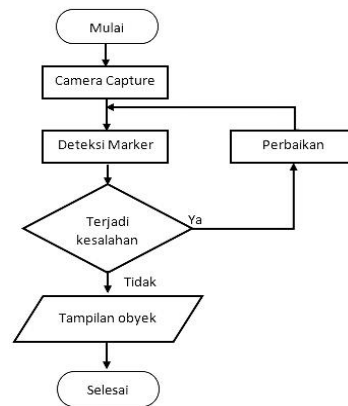 Mulai
Camera Capture
Deteksi Marker
Perbaikan
Terjadi
kesalahan
Ya
Tidak
Tampilan obyek
Selesai